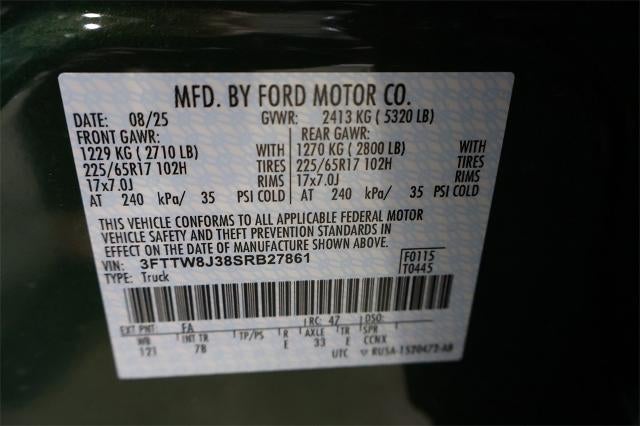 MFD. BY FORD MOTOR CO.
DATE: 08/25 GVWR: 2413 KG ( 5320 LB)
FRONT GAWR: REAR GAWR:
1229 KG ( 2710 LB) WITH 1270 KG ( 2800 LB) WITH
225/65R17 102H TIRES 225/65R17 102H TIRES
17x7.0J RIMS 17x7.0J RIMS
AT 240 kPa/ 35 PSI COLD AT 240 kPa/ 35 PSI COLD
THIS VEHICLE CONFORMS TO ALL APPLICABLE FEDERAL MOTOR
VEHICLE SAFETY AND THEFT PREVENTION STANDARDS IN
EFFECT ON THE DATE OF MANUFACTURE SHOWN ABOVE.
VIN: 3FTTW8J38SRB27861 F0115
TYPE: Truck T0445
EXT PNT: EA RC: 47 DSO:
WB INT TR TP/PS R AXLE TR SPR
121 7B E 33 E CCNX
UTC RUSA-1520472-AB